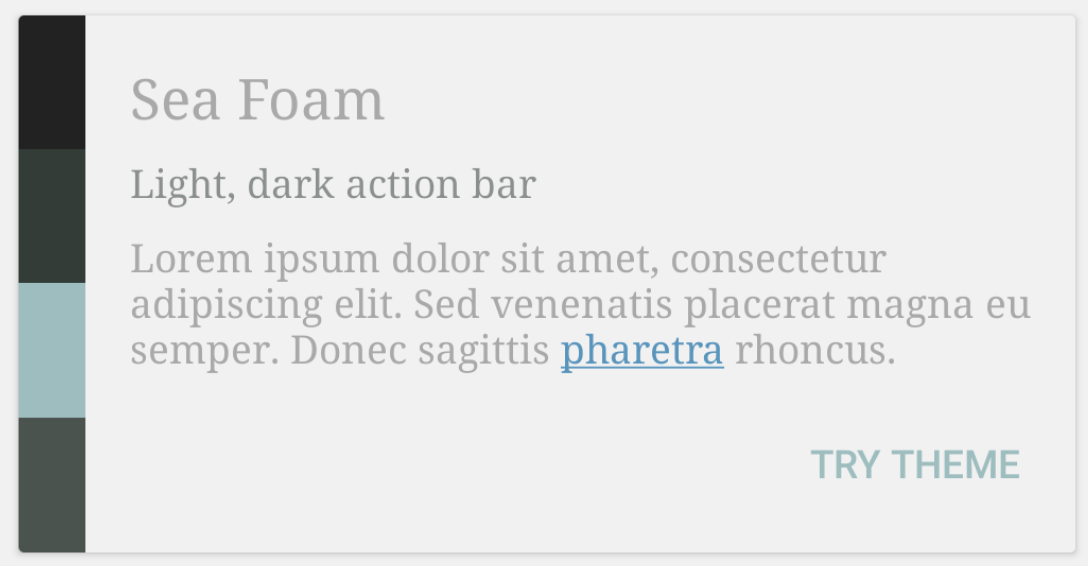 Sea Foam
Light, dark action bar
Lorem ipsum dolor sit amet, consectetur
adipiscing elit. Sed venenatis placerat magna eu
semper. Donec sagittis pharetra rhoncus.
TRY THEME